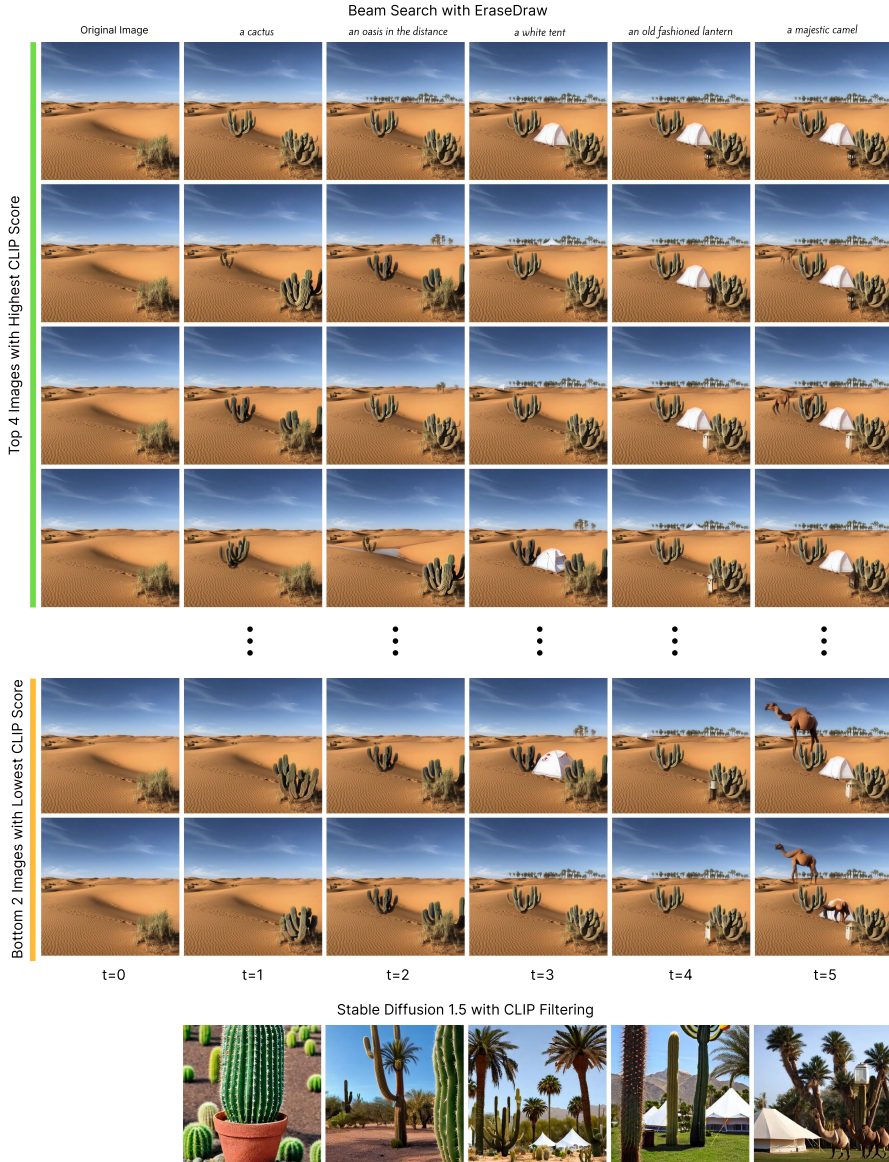 Beam Search with EraseDraw
Original Image
a cactus
an oasis in the distance
a white tent
an old fashioned lantern
a majestic camel
Top 4 Images with Highest CLIP Score
Bottom 2 Images with Lowest CLIP Score
t=0
t=1
t=2
t=3
t=4
t=5
Stable Diffusion 1.5 with CLIP Filtering